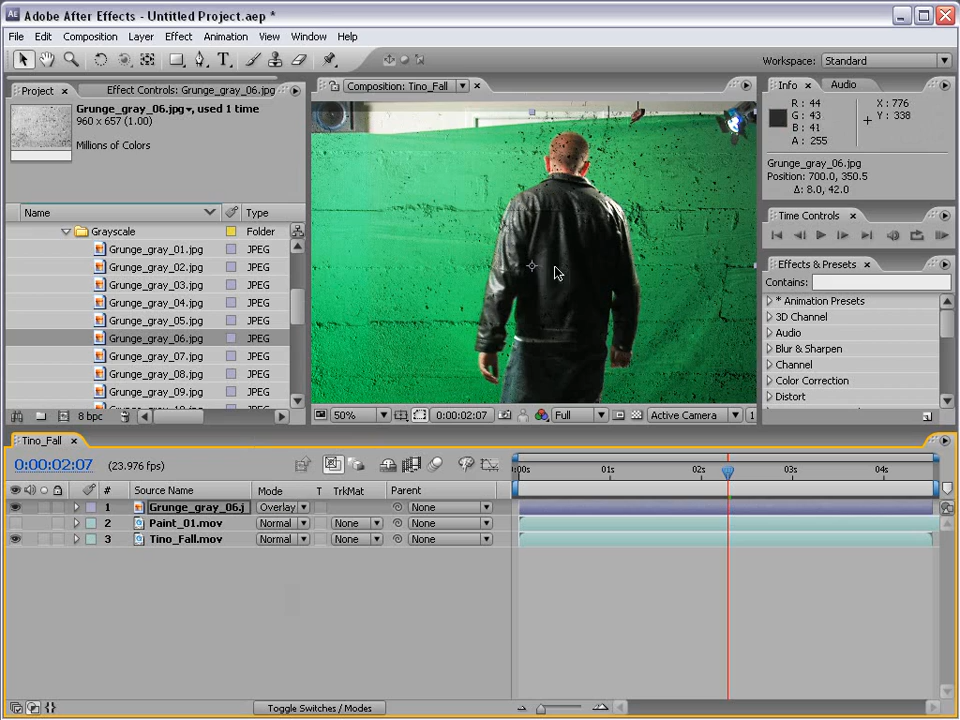 Adobe After Effects - Untitled Project.aep *
File Edit Composition Layer Effect Animation View Window Help
Workspace: Standard
Project × Effect Controls: Grunge_gray_06.jpg
Grunge_gray_06.jpg, used 1 time
960 x 657 (1.00)
Millions of Colors
Name Type
Grayscale Folder
Grunge_gray_01.jpg JPEG
Grunge_gray_02.jpg JPEG
Grunge_gray_03.jpg JPEG
Grunge_gray_04.jpg JPEG
Grunge_gray_05.jpg JPEG
Grunge_gray_06.jpg JPEG
Grunge_gray_07.jpg JPEG
Grunge_gray_08.jpg JPEG
Grunge_gray_09.jpg JPEG
8 bpc
Composition: Tino_Fall ×
50% 0:00:02:07 Full Active Camera 1
Info × Audio
R : 44 X : 776
G : 43 Y : 338
B : 41
A : 255
Grunge_gray_06.jpg
Position: 700.0, 350.5
Δ: 8.0, 42.0
Time Controls ×
Effects & Presets ×
Contains:
* Animation Presets
3D Channel
Audio
Blur & Sharpen
Channel
Color Correction
Distort
Tino_Fall ×
0:00:02:07 (23.976 fps)
:00s 01s 02s 03s 04s
# Source Name Mode T TrkMat Parent
1 Grunge_gray_06.j Overlay None
2 Paint_01.mov Normal None None
3 Tino_Fall.mov Normal None None
Toggle Switches / Modes